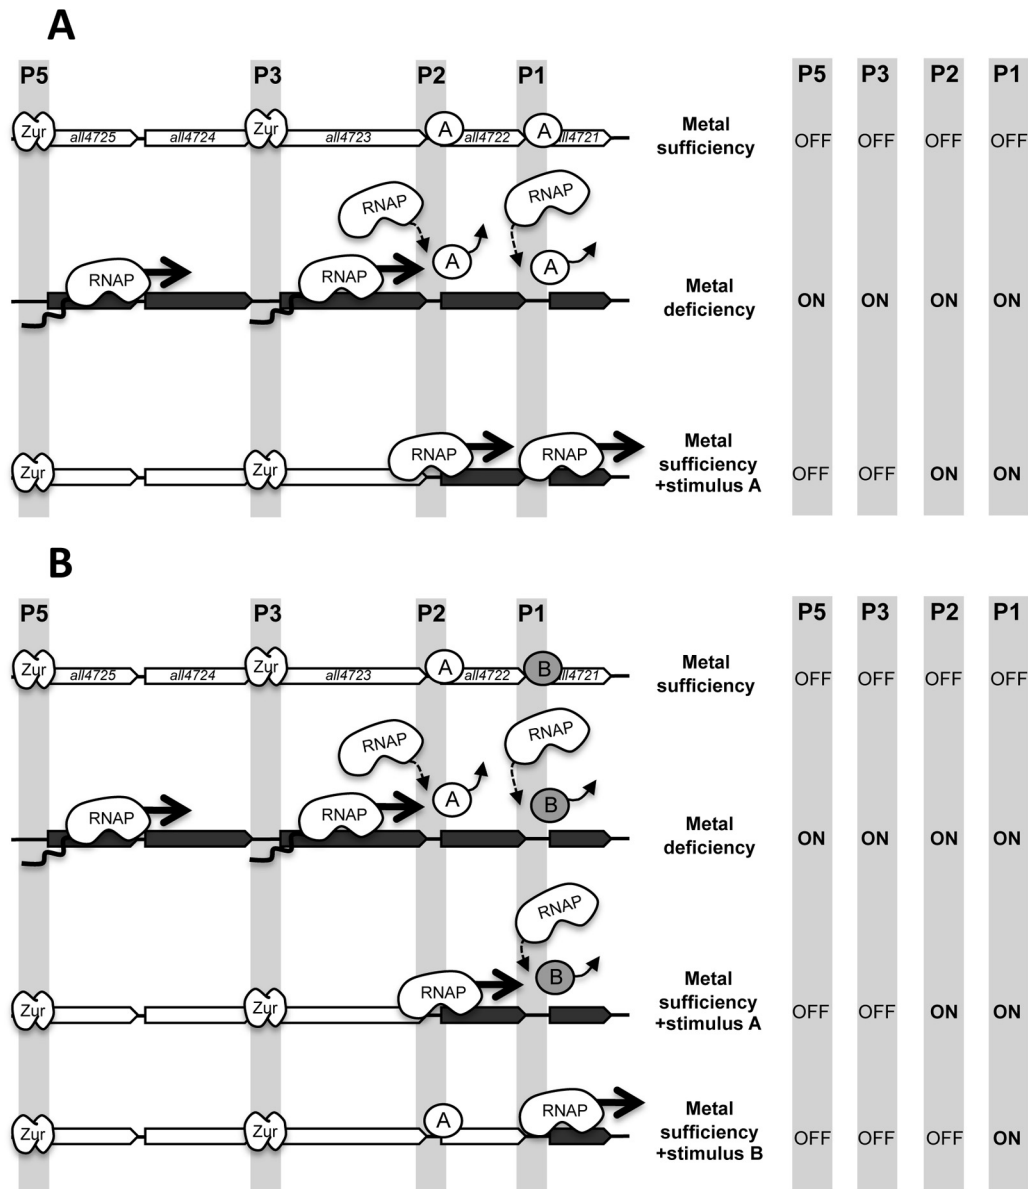 A
P5 P3 P2 P1 P5 P3 P2 P1
Zur all4725 all4724 Zur all4723 A all4722 A all4721 Metal sufficiency OFF OFF OFF OFF
RNAP RNAP
A A
RNAP RNAP
Metal deficiency ON ON ON ON
RNAP RNAP
Zur Zur
Metal
sufficiency
+stimulus A OFF OFF ON ON
B
P5 P3 P2 P1 P5 P3 P2 P1
Zur all4725 all4724 Zur all4723 A all4722 B all4721 Metal sufficiency OFF OFF OFF OFF
RNAP RNAP
A B
RNAP RNAP
Metal deficiency ON ON ON ON
RNAP
B
RNAP
Zur Zur
Metal
sufficiency
+stimulus A OFF OFF ON ON
RNAP
Zur Zur A
Metal
sufficiency
+stimulus B OFF OFF OFF ON